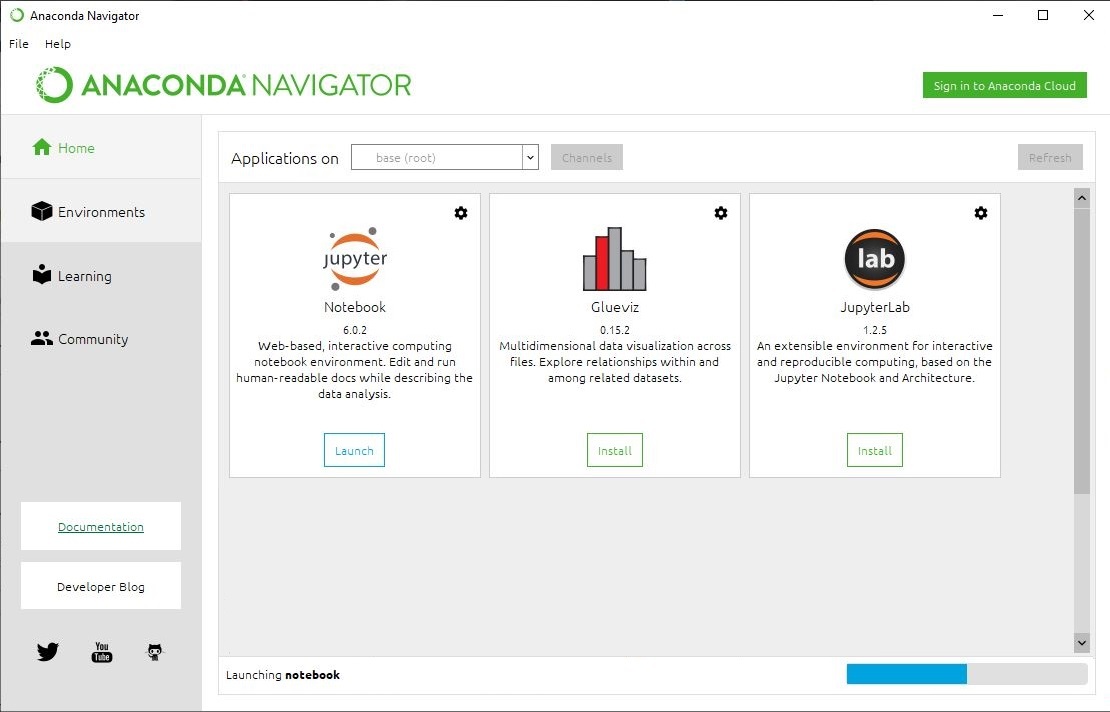 Anaconda Navigator
File Help
ANACONDA NAVIGATOR
Sign in to Anaconda Cloud
Home
Environments
Learning
Community
Documentation
Developer Blog
You
Tube
Applications on base (root) Channels Refresh
jupyter
Notebook
6.0.2
Web-based, interactive computing
notebook environment. Edit and run
human-readable docs while describing the
data analysis.
Launch
Glueviz
0.15.2
Multidimensional data visualization across
files. Explore relationships within and
among related datasets.
Install
lab
JupyterLab
1.2.5
An extensible environment for interactive
and reproducible computing, based on the
Jupyter Notebook and Architecture.
Install
Launching notebook